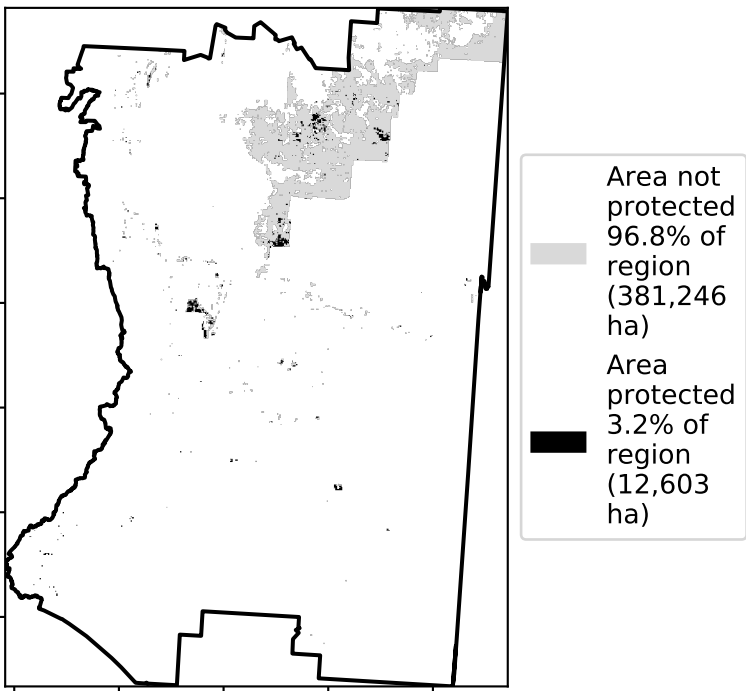 Area not
protected
96.8% of
region
(381,246
ha)
Area
protected
3.2% of
region
(12,603
ha)